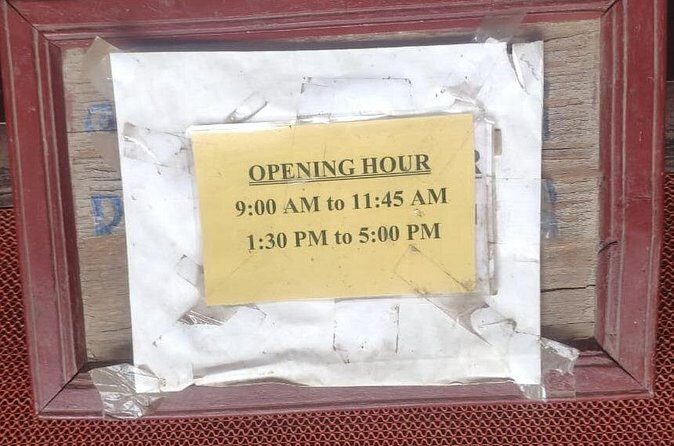 OPENING HOUR
9:00 AM to 11:45 AM
1:30 PM to 5:00 PM